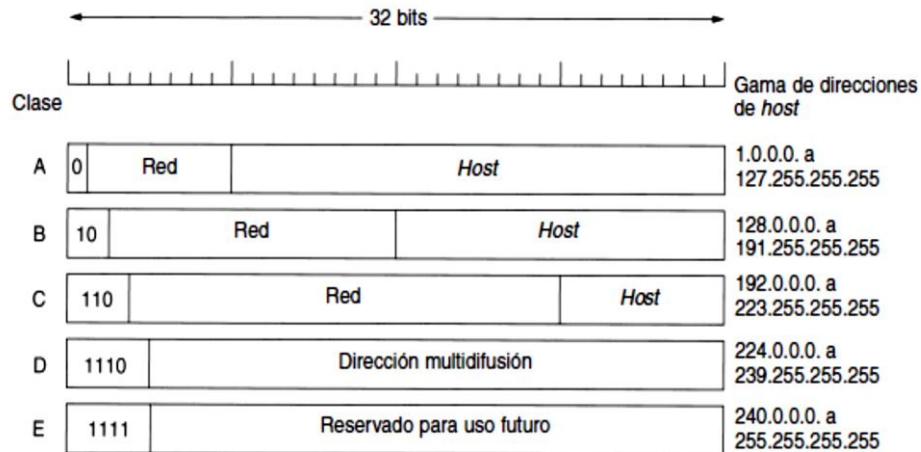 32 bits
Clase
Gama de direcciones
de host
A
0
Red
Host
1.0.0.0. a
127.255.255.255
B
10
Red
Host
128.0.0.0. a
191.255.255.255
C
110
Red
Host
192.0.0.0. a
223.255.255.255
D
1110
Dirección multidifusión
224.0.0.0. a
239.255.255.255
E
1111
Reservado para uso futuro
240.0.0.0. a
255.255.255.255